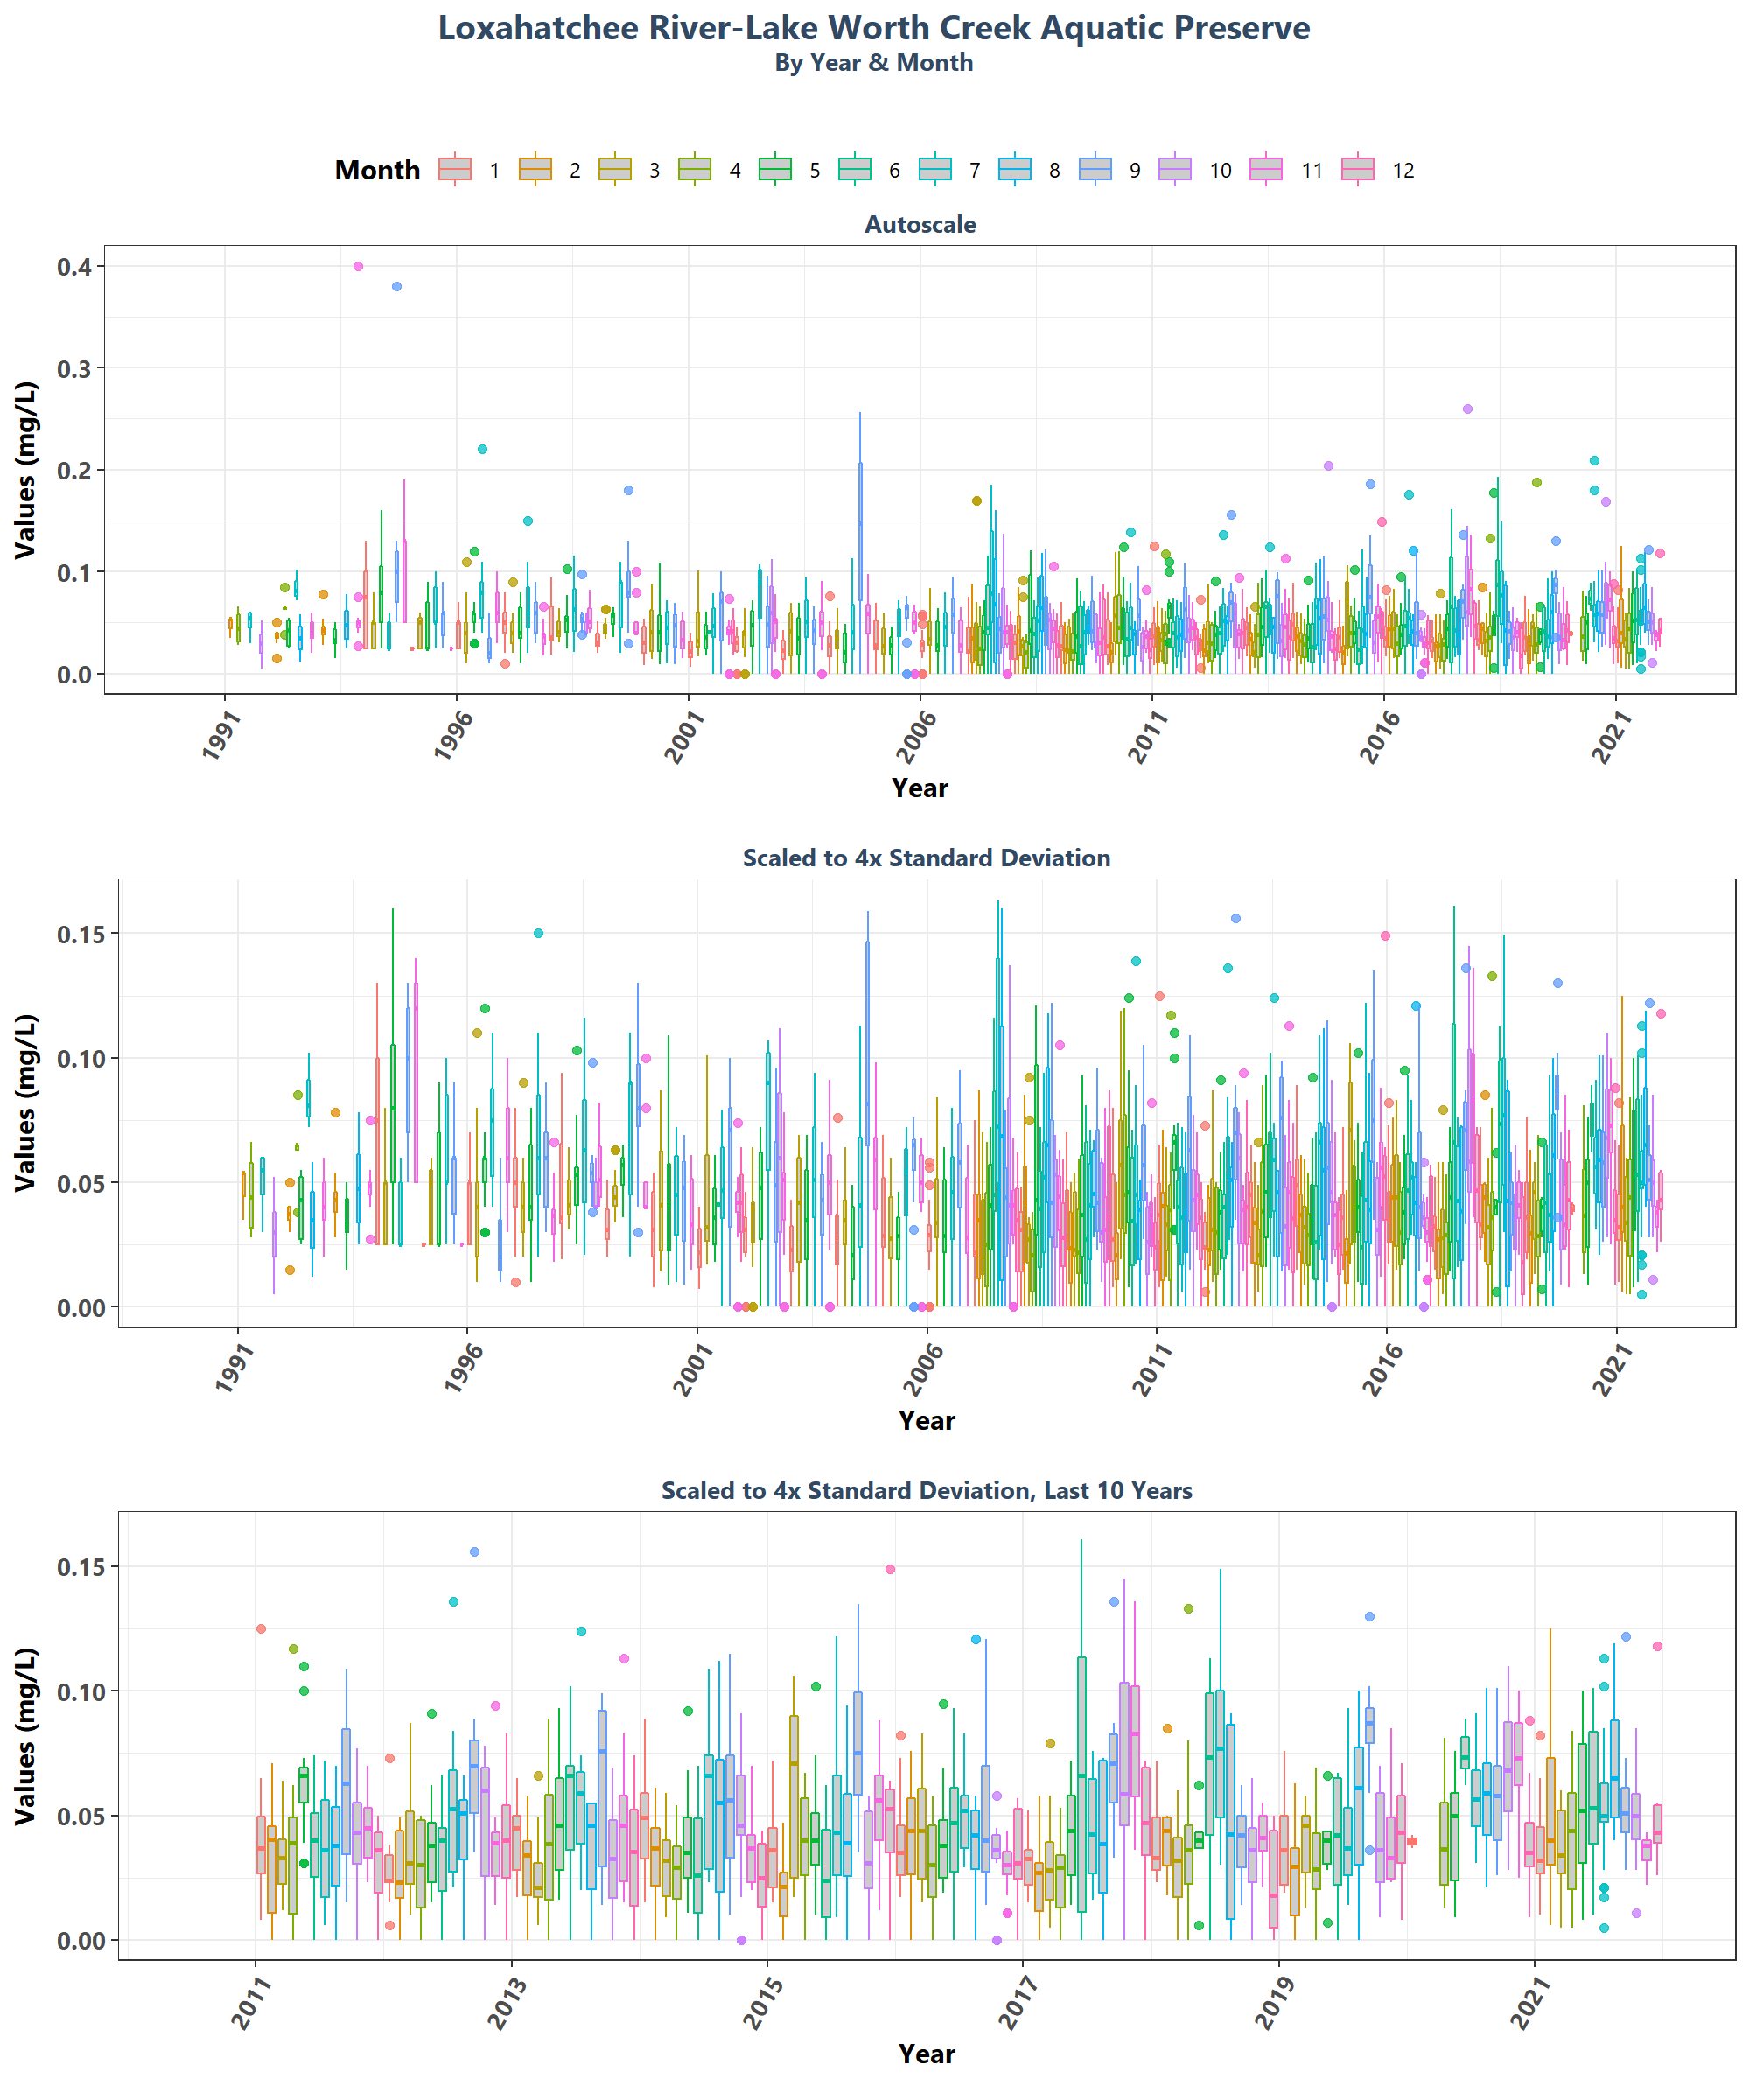 Loxahatchee River-Lake Worth Creek Aquatic Preserve
By Year & Month
Month 1 2 3 4 5 6 7 8 9 10 11 12
Autoscale
Values (mg/L)
0.4
0.3
0.2
0.1
0.0
1991 1996 2001 2006 2011 2016 2021
Year
Scaled to 4x Standard Deviation
Values (mg/L)
0.15
0.10
0.05
0.00
1991 1996 2001 2006 2011 2016 2021
Year
Scaled to 4x Standard Deviation, Last 10 Years
Values (mg/L)
0.15
0.10
0.05
0.00
2011 2013 2015 2017 2019 2021
Year